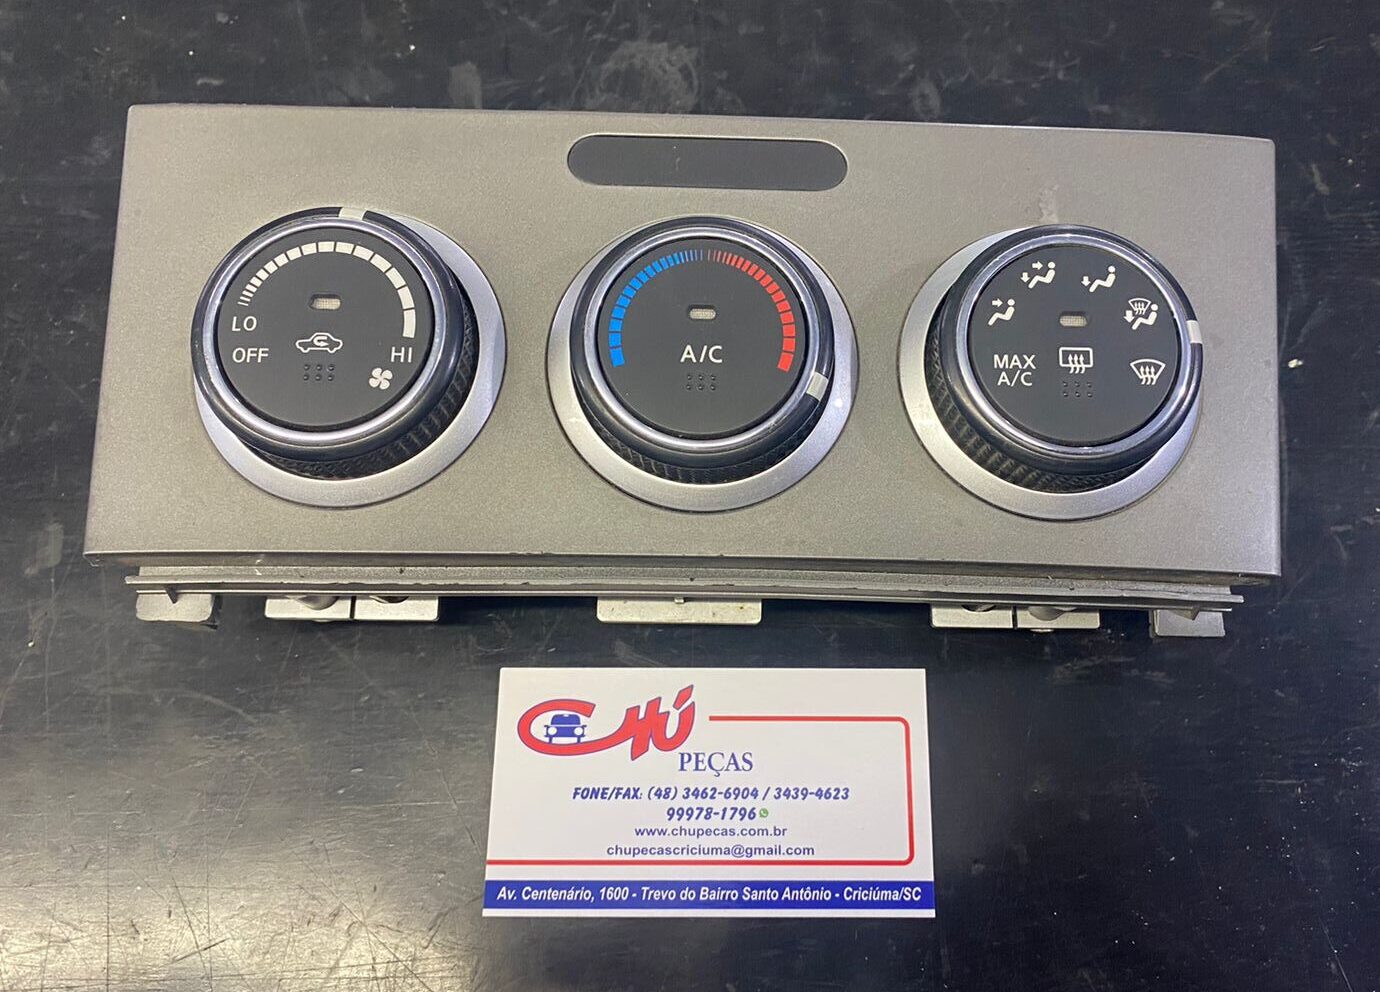 LO
OFF
HI
A/C
MAX
A/C
CHÚ
PEÇAS
FONE/FAX: (48) 3462-6904 / 3439-4623
99978-1796
www.chupecas.com.br
chupecascriciuma@gmail.com
Av. Centenário, 1600 - Trevo do Bairro Santo Antônio - Criciúma/SC